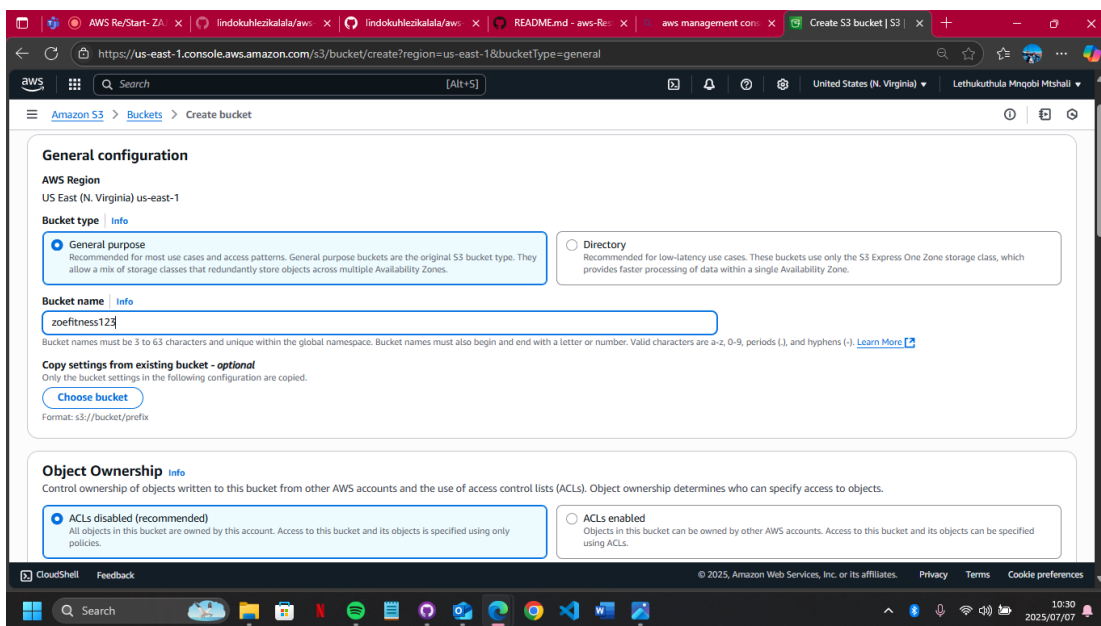 AWS Re/Start- ZA
lindokuhlezikalala/aws-
lindokuhlezikalala/aws-
README.md - aws-Res
aws management cons
Create S3 bucket | S3 |
https://us-east-1.console.aws.amazon.com/s3/bucket/create?region=us-east-1&bucketType=general
aws
Search
[Alt+S]
United States (N. Virginia)
Lethukuthula Mnqobi Mtshali
Amazon S3 > Buckets > Create bucket
General configuration
AWS Region
US East (N. Virginia) us-east-1
Bucket type Info
General purpose
Recommended for most use cases and access patterns. General purpose buckets are the original S3 bucket type. They
allow a mix of storage classes that redundantly store objects across multiple Availability Zones.
Directory
Recommended for low-latency use cases. These buckets use only the S3 Express One Zone storage class, which
provides faster processing of data within a single Availability Zone.
Bucket name Info
zoefitness123
Bucket names must be 3 to 63 characters and unique within the global namespace. Bucket names must also begin and end with a letter or number. Valid characters are a-z, 0-9, periods (.), and hyphens (-). Learn More
Copy settings from existing bucket - optional
Only the bucket settings in the following configuration are copied.
Choose bucket
Format: s3://bucket/prefix
Object Ownership Info
Control ownership of objects written to this bucket from other AWS accounts and the use of access control lists (ACLs). Object ownership determines who can specify access to objects.
ACLs disabled (recommended)
All objects in this bucket are owned by this account. Access to this bucket and its objects is specified using only
policies.
ACLs enabled
Objects in this bucket can be owned by other AWS accounts. Access to this bucket and its objects can be specified
using ACLs.
CloudShell Feedback
© 2025, Amazon Web Services, Inc. or its affiliates. Privacy Terms Cookie preferences
Search
10:30
2025/07/07